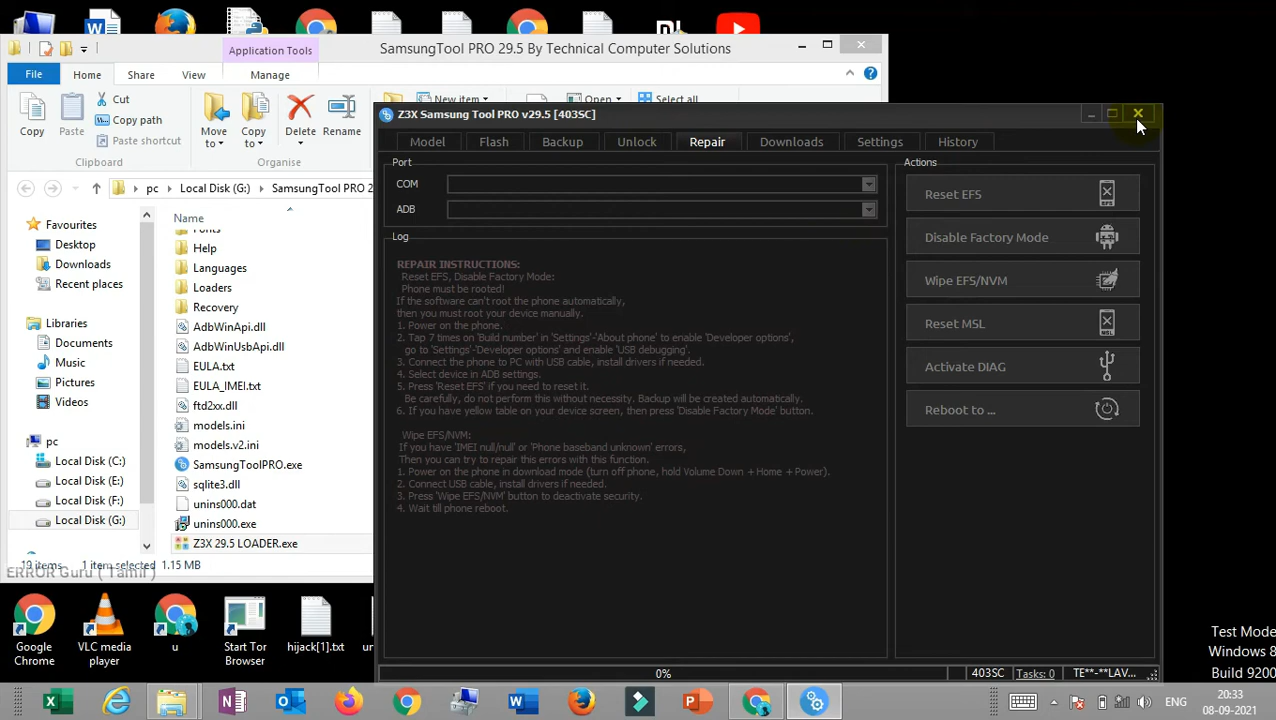 Application Tools
SamsungTool PRO 29.5 By Technical Computer Solutions
File
Home
Share
View
Manage
Copy
Paste
Cut
Copy path
Paste shortcut
Move to
Copy to
Delete
Rename
New item
Open
Select all
Clipboard
pc
Local Disk (G:)
SamsungTool PRO 2
Favourites
Desktop
Downloads
Recent places
Libraries
Documents
Music
Pictures
Videos
pc
Local Disk (C:)
Local Disk (E:)
Local Disk (F:)
Local Disk (G:)
Name
Fonts
Help
Languages
Loaders
Recovery
AdbWinApi.dll
AdbWinUsbApi.dll
EULA.txt
EULA_IMEI.txt
ftd2xx.dll
models.ini
models.v2.ini
SamsungToolPRO.exe
sqlite3.dll
unins000.dat
unins000.exe
Z3X 29.5 LOADER.exe
19 items
1 item selected 1.15 MB
ERROR Guru ( Tamil )
Z3X Samsung Tool PRO v29.5 [403SC]
Model
Flash
Backup
Unlock
Repair
Downloads
Settings
History
Port
COM
ADB
Log
REPAIR INSTRUCTIONS:
Reset EFS, Disable Factory Mode:
Phone must be rooted!
If the software can't root the phone automatically,
then you must root your device manually.
1. Power on the phone.
2. Tap 7 times on 'Build number' in 'Settings'-'About phone' to enable 'Developer options',
go to 'Settings'-'Developer options' and enable 'USB debugging'.
3. Connect the phone to PC with USB cable, install drivers if needed.
4. Select device in ADB settings.
5. Press 'Reset EFS' if you need to reset it.
Be carefully, do not perform this without necessity. Backup will be created automatically.
6. If you have yellow table on your device screen, then press 'Disable Factory Mode' button.
Wipe EFS/NVM:
If you have 'IMEI null/null' or 'Phone baseband unknown' errors,
Then you can try to repair this errors with this function.
1. Power on the phone in download mode (turn off phone, hold Volume Down + Home + Power).
2. Connect USB cable, install drivers if needed.
3. Press 'Wipe EFS/NVM' button to deactivate security.
4. Wait till phone reboot.
Actions
Reset EFS
Disable Factory Mode
Wipe EFS/NVM
Reset MSL
Activate DIAG
Reboot to ...
0%
403SC
Tasks: 0
TE**-**LAV...
Google Chrome
VLC media player
u
Start Tor Browser
hijack[1].txt
Test Mode
Windows 8
Build 9200
ENG
20:33
08-09-2021